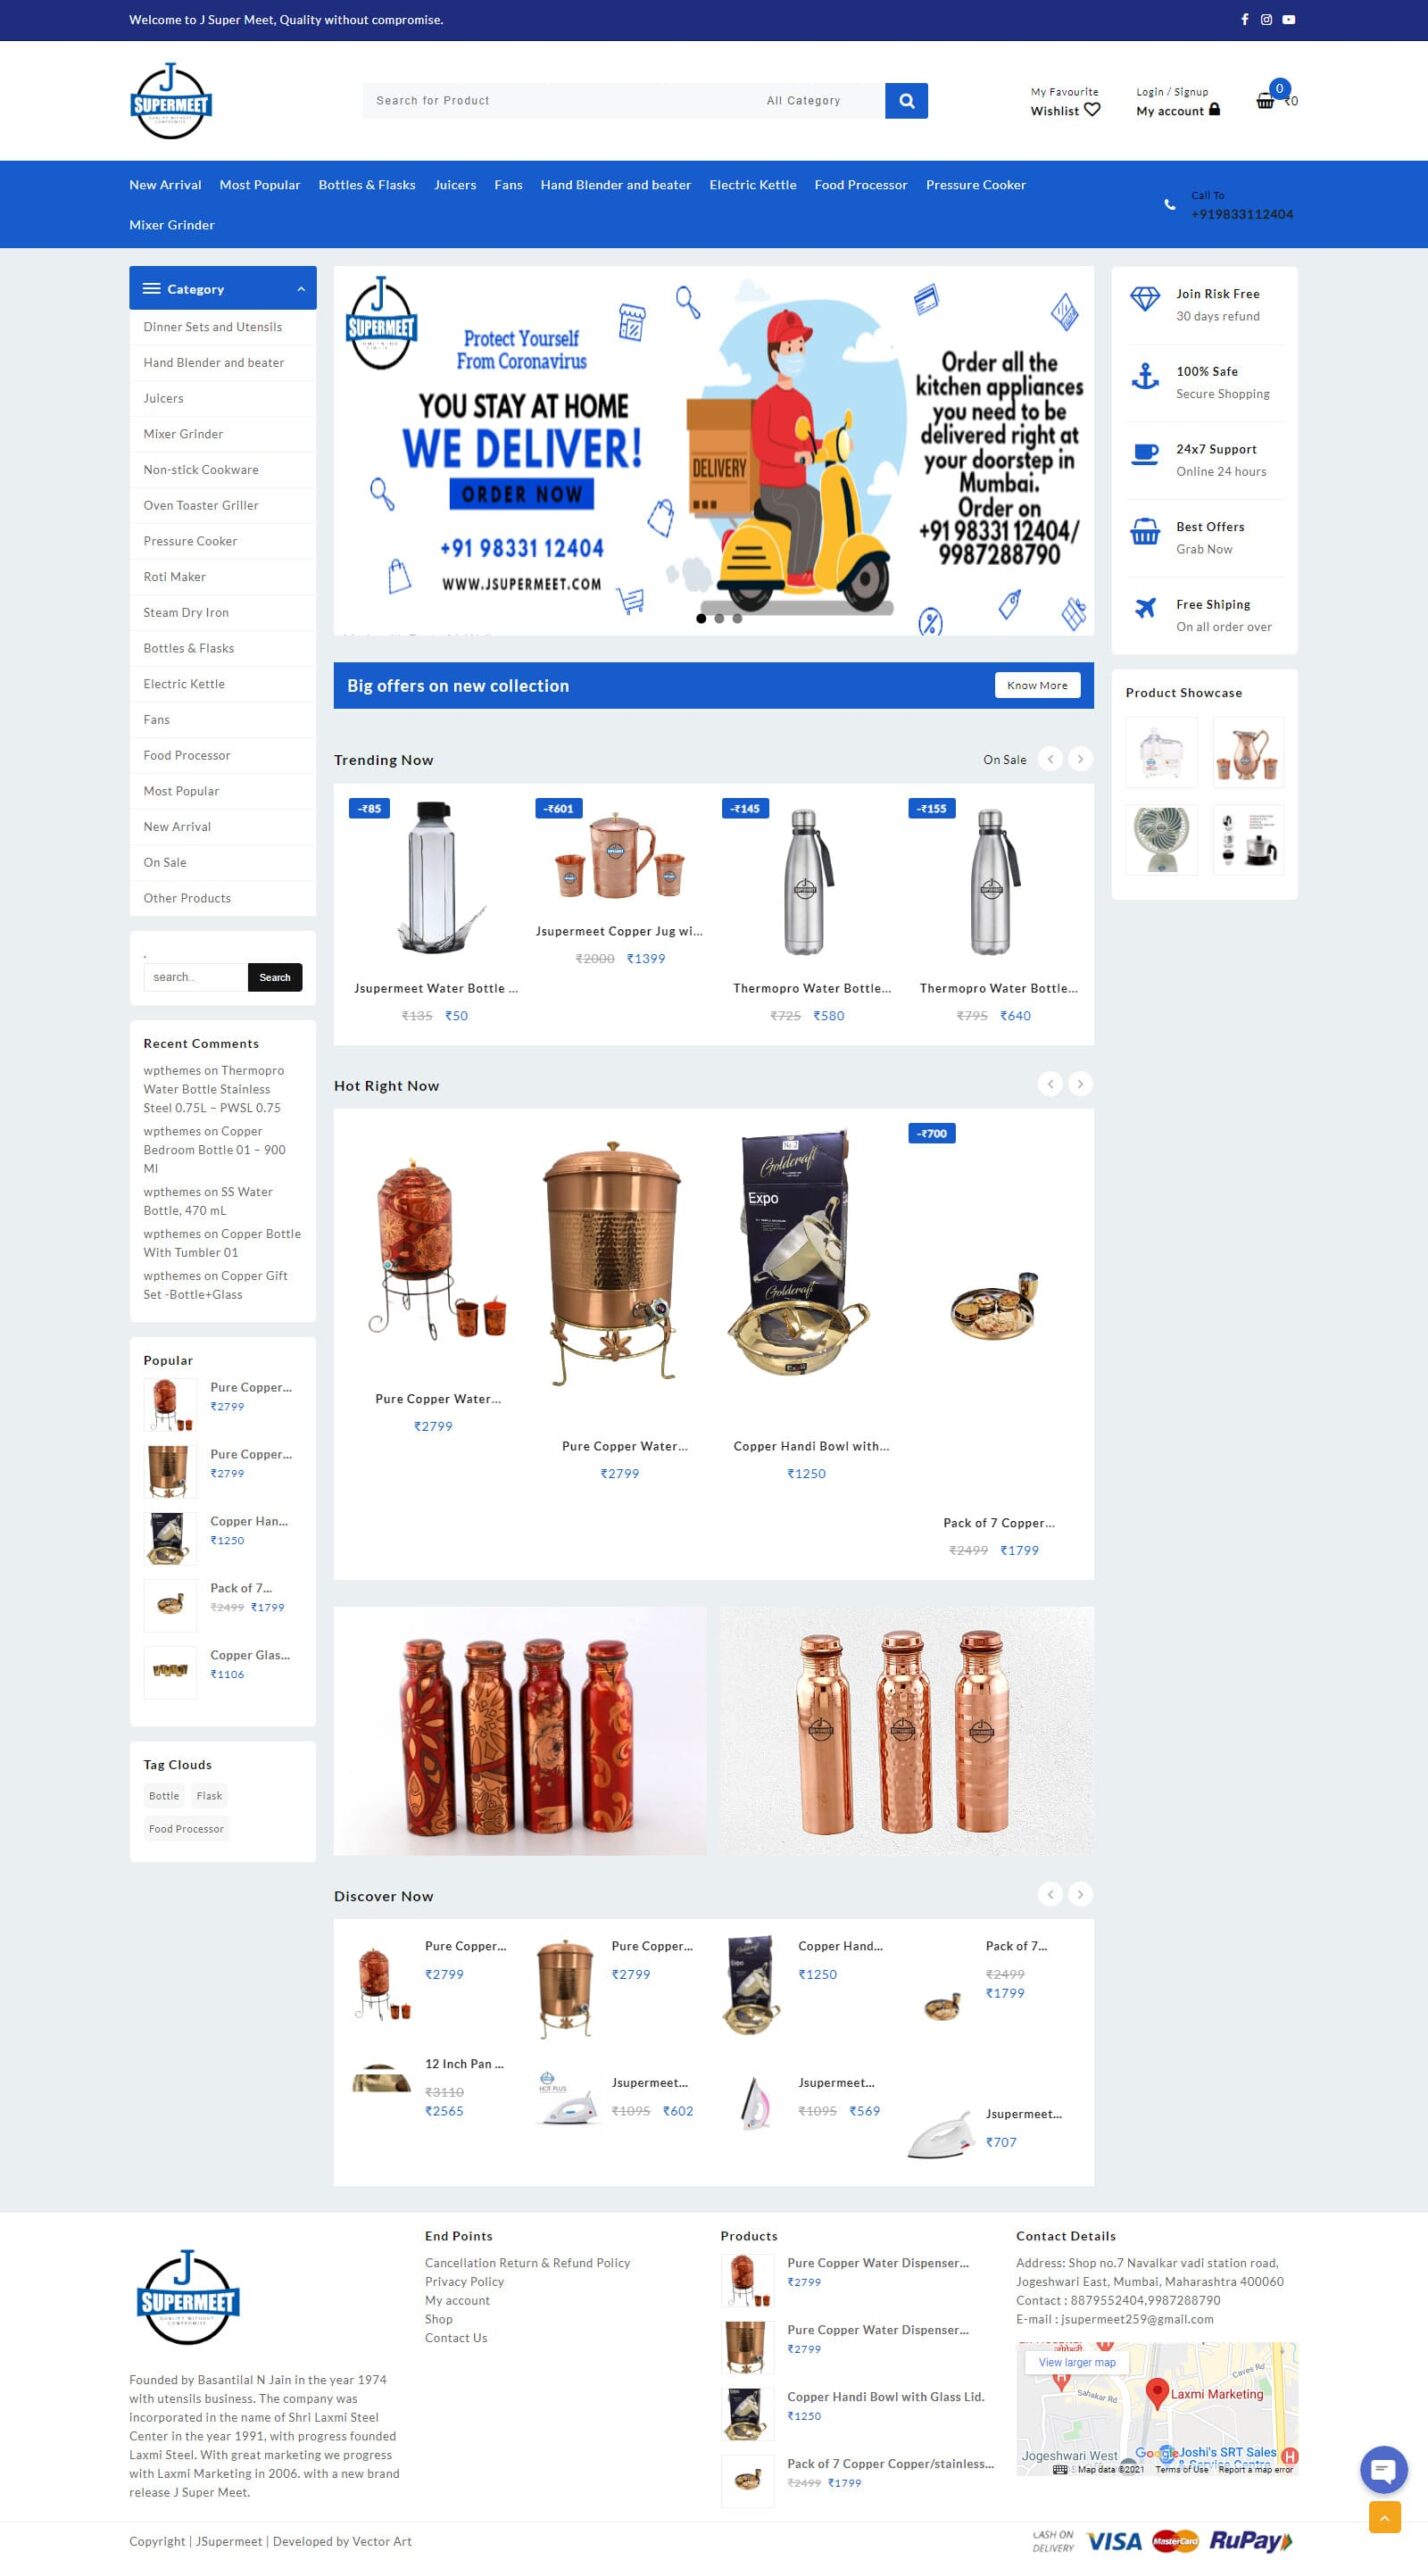 Welcome to J Super Meet, Quality without compromise.
J
SUPERMEET
QUALITY WITHOUT
COMPROMISE
Search for Product
All Category
My Favourite
Wishlist
Login / Signup
My account
0
₹0
New Arrival
Most Popular
Bottles & Flasks
Juicers
Fans
Hand Blender and beater
Electric Kettle
Food Processor
Pressure Cooker
Mixer Grinder
Call To
+919833112404
Category
Dinner Sets and Utensils
Hand Blender and beater
Juicers
Mixer Grinder
Non-stick Cookware
Oven Toaster Griller
Pressure Cooker
Roti Maker
Steam Dry Iron
Bottles & Flasks
Electric Kettle
Fans
Food Processor
Most Popular
New Arrival
On Sale
Other Products
.
search..
Search
Recent Comments
wpthemes on Thermopro
Water Bottle Stainless
Steel 0.75L – PWSL 0.75
wpthemes on Copper
Bedroom Bottle 01 – 900
Ml
wpthemes on SS Water
Bottle, 470 mL
wpthemes on Copper Bottle
With Tumbler 01
wpthemes on Copper Gift
Set -Bottle+Glass
Popular
Pure Copper...
₹2799
Pure Copper...
₹2799
Copper Han...
₹1250
Pack of 7...
₹2499 ₹1799
Copper Glas...
₹1106
Tag Clouds
Bottle
Flask
Food Processor
J
SUPERMEET
Protect Yourself
From Coronavirus
YOU STAY AT HOME
WE DELIVER!
ORDER NOW
+91 98331 12404
WWW.JSUPERMEET.COM
DELIVERY
Order all the
kitchen appliances
you need to be
delivered right at
your doorstep in
Mumbai.
Order on
+91 98331 12404/
9987288790
Big offers on new collection
Know More
Trending Now
On Sale
-₹85
Jsupermeet Water Bottle ...
₹135 ₹50
-₹601
Jsupermeet Copper Jug wi...
₹2000 ₹1399
-₹145
Thermopro Water Bottle...
₹725 ₹580
-₹155
Thermopro Water Bottle...
₹795 ₹640
Hot Right Now
Pure Copper Water...
₹2799
Pure Copper Water...
₹2799
No. 2
Goldcraft
Expo
Goldcraft
Copper Handi Bowl with...
₹1250
-₹700
Pack of 7 Copper...
₹2499 ₹1799
Discover Now
Pure Copper...
₹2799
Pure Copper...
₹2799
Expo
Copper Hand...
₹1250
Pack of 7...
₹2499
₹1799
12 Inch Pan ...
₹3110
₹2565
HOT PLUS
Jsupermeet...
₹1095 ₹602
Jsupermeet...
₹1095 ₹569
Jsupermeet...
₹707
Join Risk Free
30 days refund
100% Safe
Secure Shopping
24x7 Support
Online 24 hours
Best Offers
Grab Now
Free Shiping
On all order over
Product Showcase
J
SUPERMEET
QUALITY WITHOUT
COMPROMISE
Founded by Basantilal N Jain in the year 1974
with utensils business. The company was
incorporated in the name of Shri Laxmi Steel
Center in the year 1991, with progress founded
Laxmi Steel. With great marketing we progress
with Laxmi Marketing in 2006. with a new brand
release J Super Meet.
End Points
Cancellation Return & Refund Policy
Privacy Policy
My account
Shop
Contact Us
Products
Pure Copper Water Dispenser...
₹2799
Pure Copper Water Dispenser...
₹2799
Copper Handi Bowl with Glass Lid.
₹1250
Pack of 7 Copper Copper/stainless...
₹2499 ₹1799
Contact Details
Address: Shop no.7 Navalkar vadi station road,
Jogeshwari East, Mumbai, Maharashtra 400060
Contact : 8879552404,9987288790
E-mail : jsupermeet259@gmail.com
View larger map
Caves Rd
Sahakar Rd
Laxmi Marketing
Jogeshwari West
Google
Joshi's SRT Sales
& Service Centre
Map data ©2021
Terms of Use
Report a map error
Copyright | JSupermeet | Developed by Vector Art
CASH ON
DELIVERY
VISA
MasterCard
RuPay